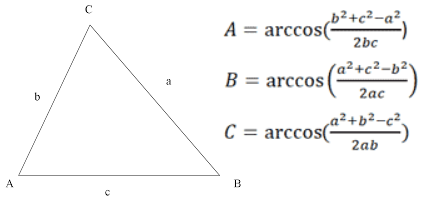 C
b
a
A
B
c
A = arccos(b²+c²−a²/2bc)
B = arccos(a²+c²−b²/2ac)
C = arccos(a²+b²−c²/2ab)